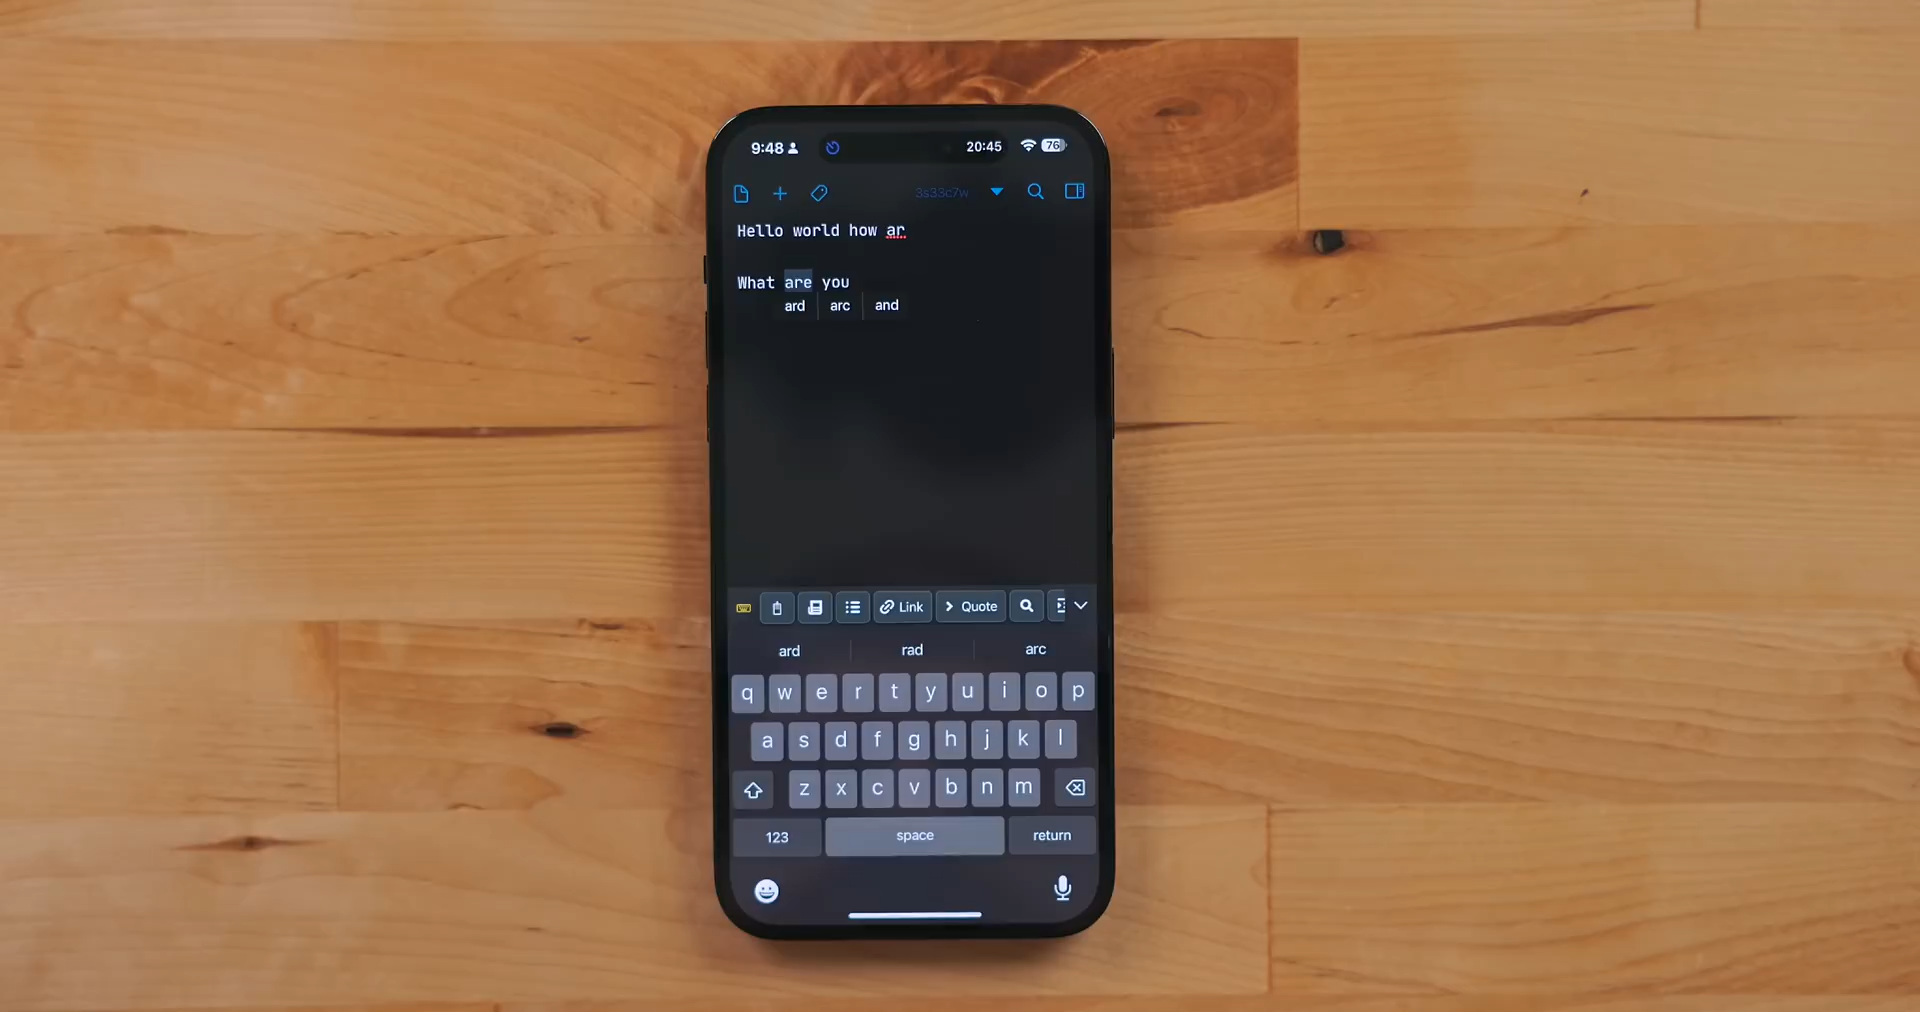 9:48 20:45 76
3s33c7w
Hello world how ar
What are you
ard arc and
Link Quote
ard rad arc
q w e r t y u i o p
a s d f g h j k l
z x c v b n m
123 space return